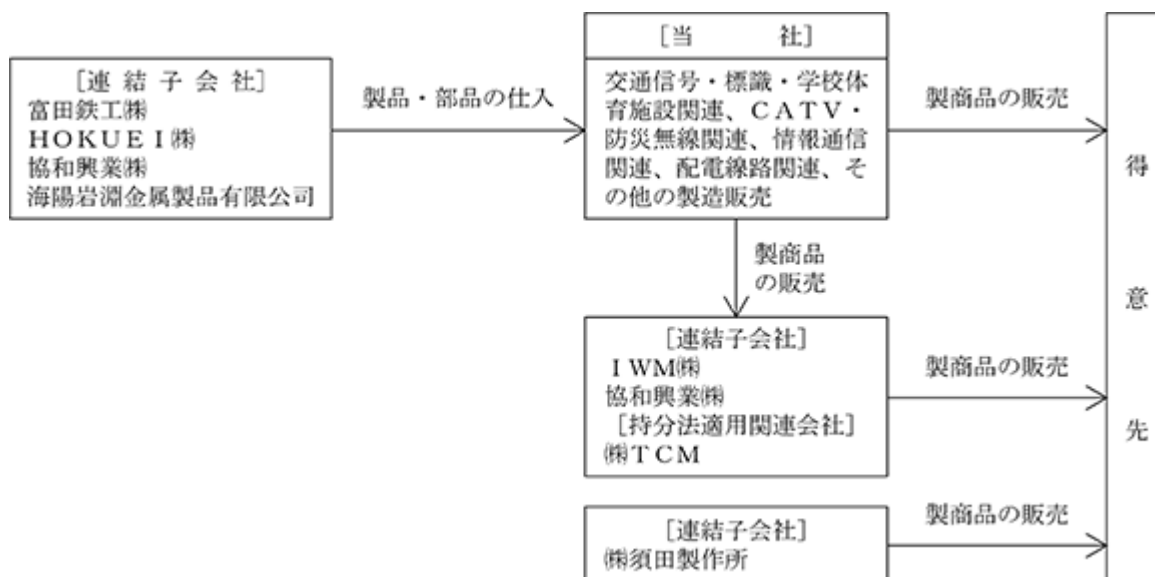 [連結子会社]
富田鉄工㈱
HOKUEI㈱
協和興業㈱
海陽岩淵金属製品有限公司
製品・部品の仕入
[当　　社]
交通信号・標識・学校体
育施設関連、CATV・
防災無線関連、情報通信
関連、配電線路関連、そ
の他の製造販売
製商品の販売
製商品
の販売
[連結子会社]
IWM㈱
協和興業㈱
[持分法適用関連会社]
㈱TCM
製商品の販売
[連結子会社]
㈱須田製作所
製商品の販売
得意先